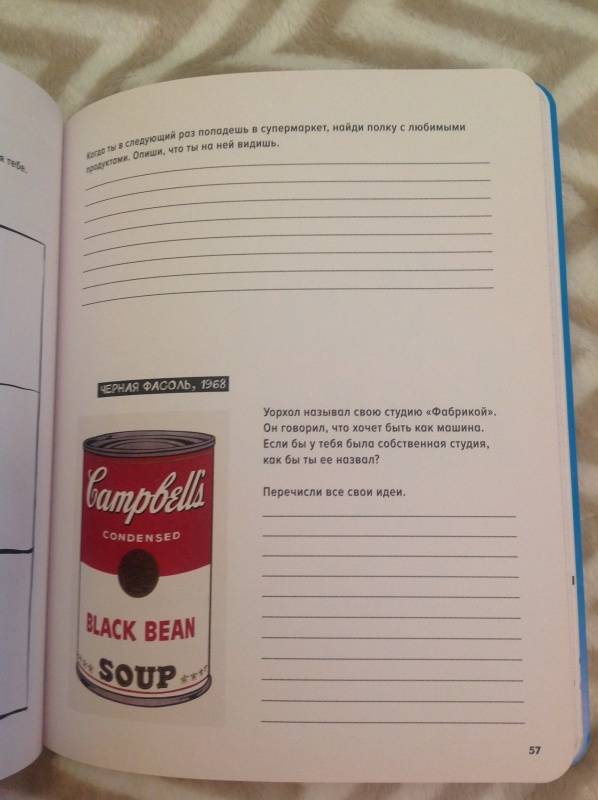 я тебе.
Когда ты в следующий раз попадешь в супермаркет, найди полку с любимыми
продуктами. Опиши, что ты на ней видишь.
ЧЕРНАЯ ФАСОЛЬ, 1968
Campbell's
CONDENSED
BLACK BEAN
SOUP
Уорхол называл свою студию «Фабрикой».
Он говорил, что хочет быть как машина.
Если бы у тебя была собственная студия,
как бы ты ее назвал?
Перечисли все свои идеи.
57